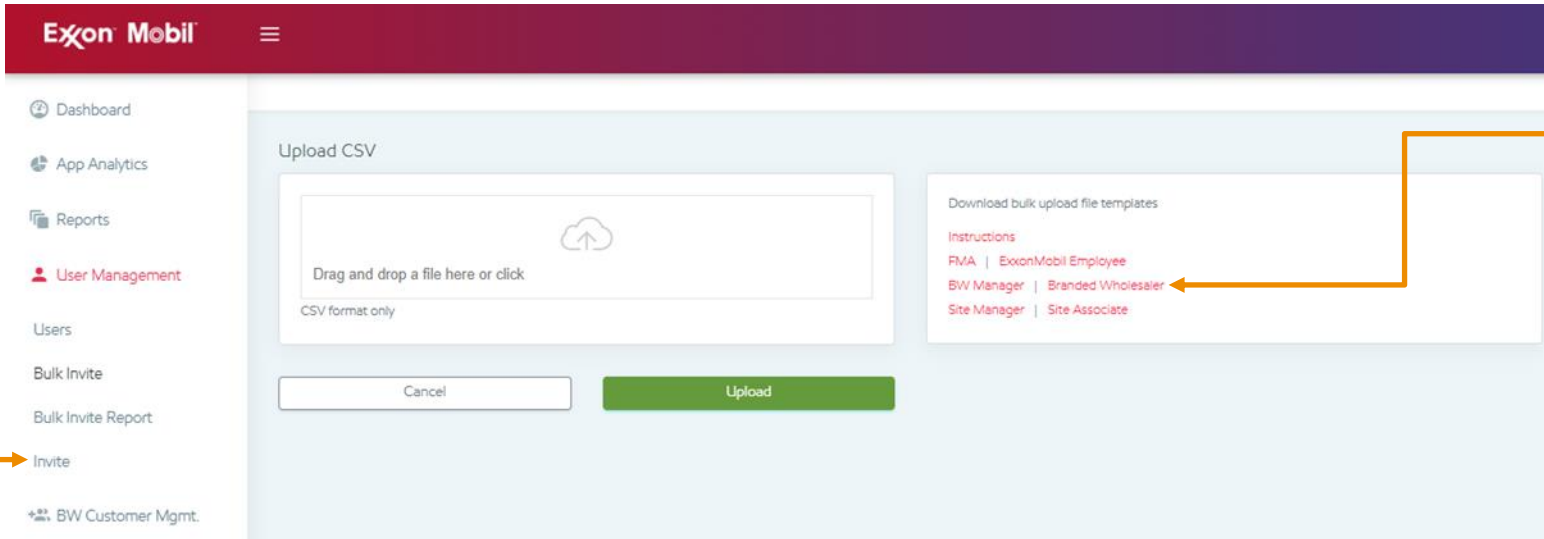 Exxon Mobil
Dashboard
App Analytics
Reports
User Management
Users
Bulk Invite
Bulk Invite Report
Invite
BW Customer Mgmt.
Upload CSV
Drag and drop a file here or click
CSV format only
Cancel
Upload
Download bulk upload file templates
Instructions
FMA | ExxonMobil Employee
BW Manager | Branded Wholesaler
Site Manager | Site Associate